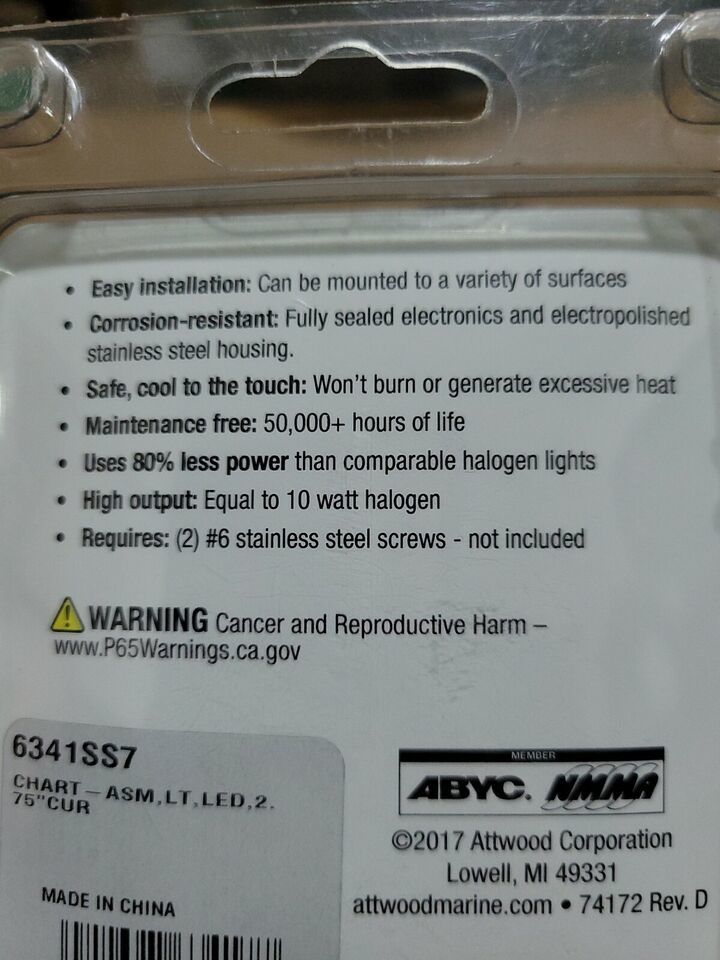 • Easy installation: Can be mounted to a variety of surfaces
• Corrosion-resistant: Fully sealed electronics and electropolished
stainless steel housing.
• Safe, cool to the touch: Won't burn or generate excessive heat
• Maintenance free: 50,000+ hours of life
• Uses 80% less power than comparable halogen lights
• High output: Equal to 10 watt halogen
• Requires: (2) #6 stainless steel screws - not included
WARNING Cancer and Reproductive Harm –
www.P65Warnings.ca.gov
6341SS7
CHART – ASM,LT,LED,2.
75"CUR
MADE IN CHINA
MEMBER
ABYC. NMMA
©2017 Attwood Corporation
Lowell, MI 49331
attwoodmarine.com • 74172 Rev. D